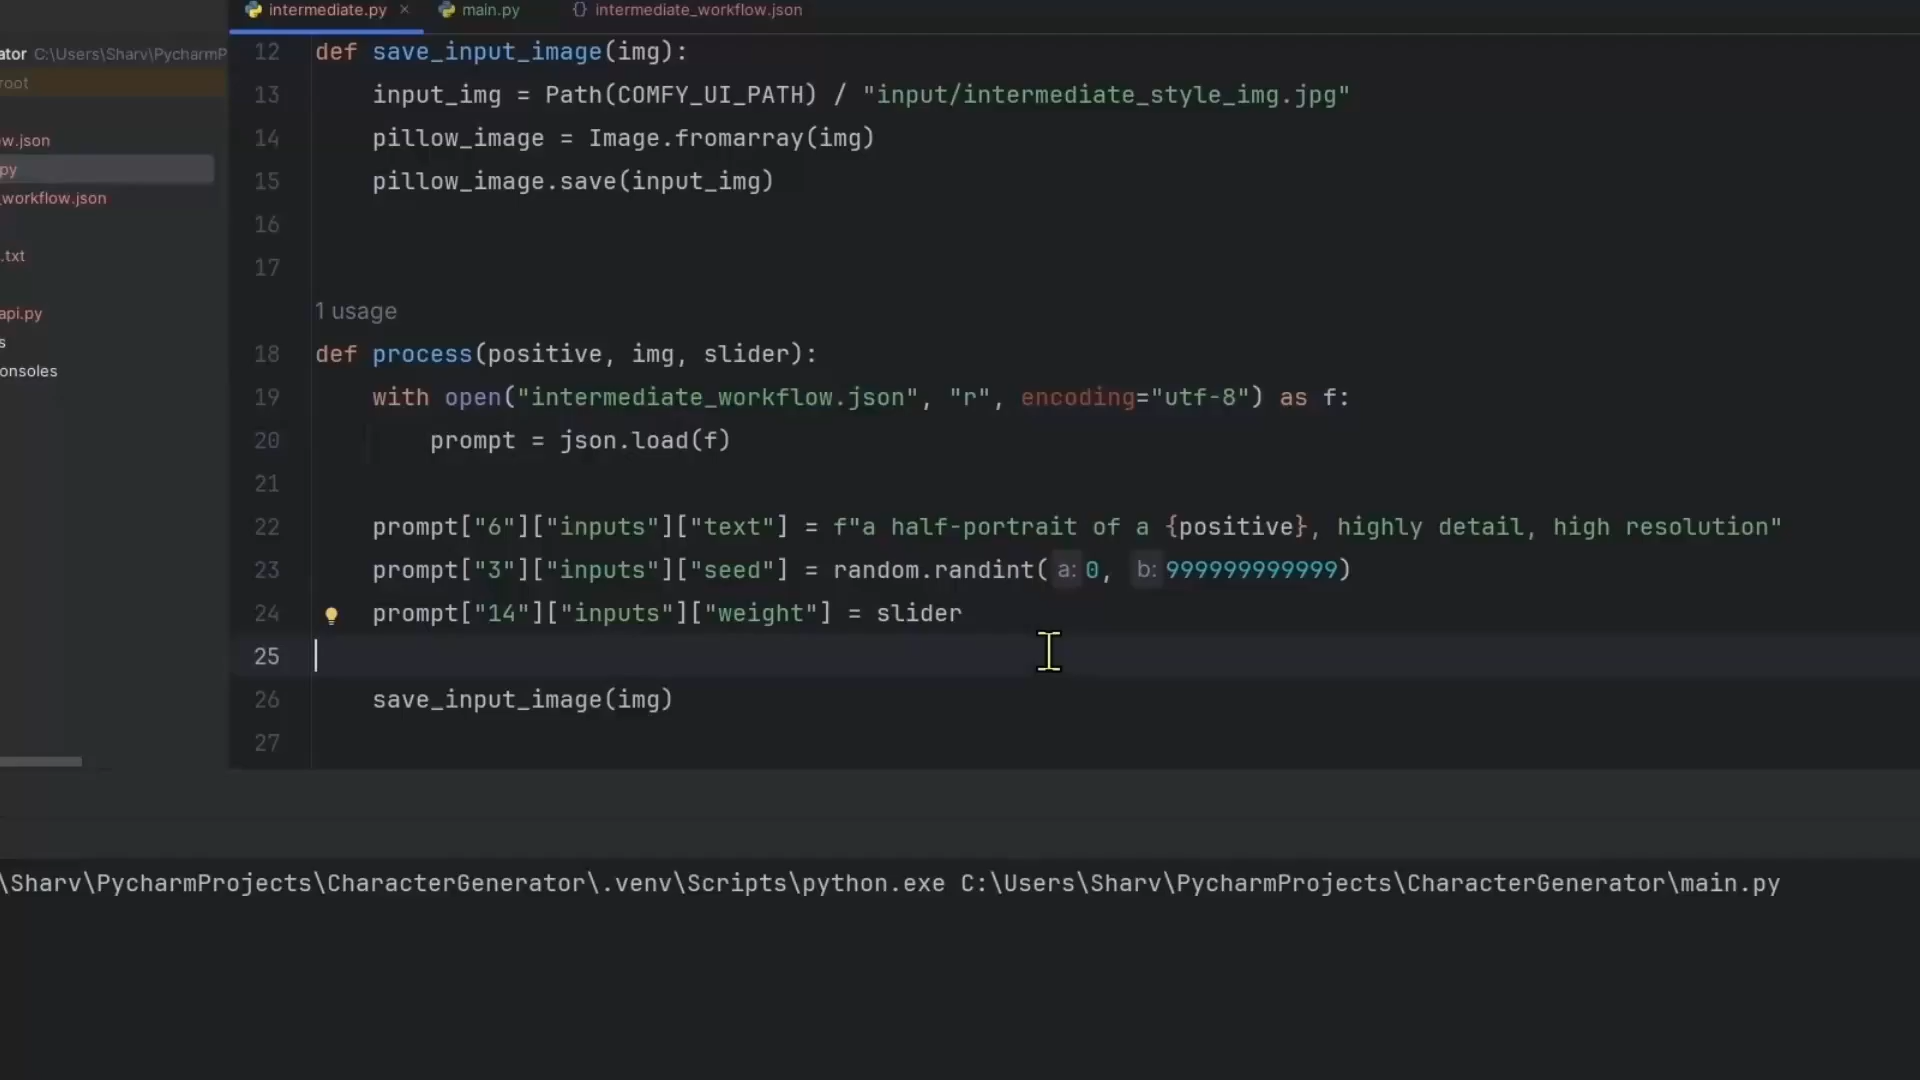 intermediate.py
main.py
{} intermediate_workflow.json
ator C:\Users\Sharv\PycharmP
root
w.json
py
_workflow.json
.txt
api.py
s
onsoles
12 def save_input_image(img):
13 input_img = Path(COMFY_UI_PATH) / "input/intermediate_style_img.jpg"
14 pillow_image = Image.fromarray(img)
15 pillow_image.save(input_img)
16
17
1 usage
18 def process(positive, img, slider):
19 with open("intermediate_workflow.json", "r", encoding="utf-8") as f:
20 prompt = json.load(f)
21
22 prompt["6"]["inputs"]["text"] = f"a half-portrait of a {positive}, highly detail, high resolution"
23 prompt["3"]["inputs"]["seed"] = random.randint( a: 0, b: 999999999999)
24 prompt["14"]["inputs"]["weight"] = slider
25
26 save_input_image(img)
27
\Sharv\PycharmProjects\CharacterGenerator\.venv\Scripts\python.exe C:\Users\Sharv\PycharmProjects\CharacterGenerator\main.py